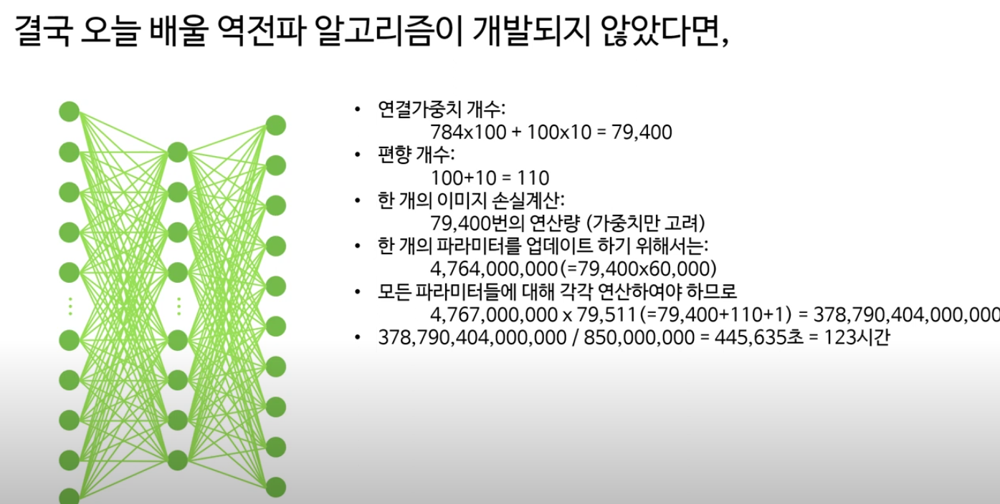 결국 오늘 배울 역전파 알고리즘이 개발되지 않았다면,
• 연결가중치 개수:
784x100 + 100x10 = 79,400
• 편향 개수:
100+10 = 110
• 한 개의 이미지 손실계산:
79,400번의 연산량 (가중치만 고려)
• 한 개의 파라미터를 업데이트 하기 위해서는:
4,764,000,000(=79,400x60,000)
• 모든 파라미터들에 대해 각각 연산하여야 하므로
4,767,000,000 x 79,511(=79,400+110+1) = 378,790,404,000,000
• 378,790,404,000,000 / 850,000,000 = 445,635초 = 123시간